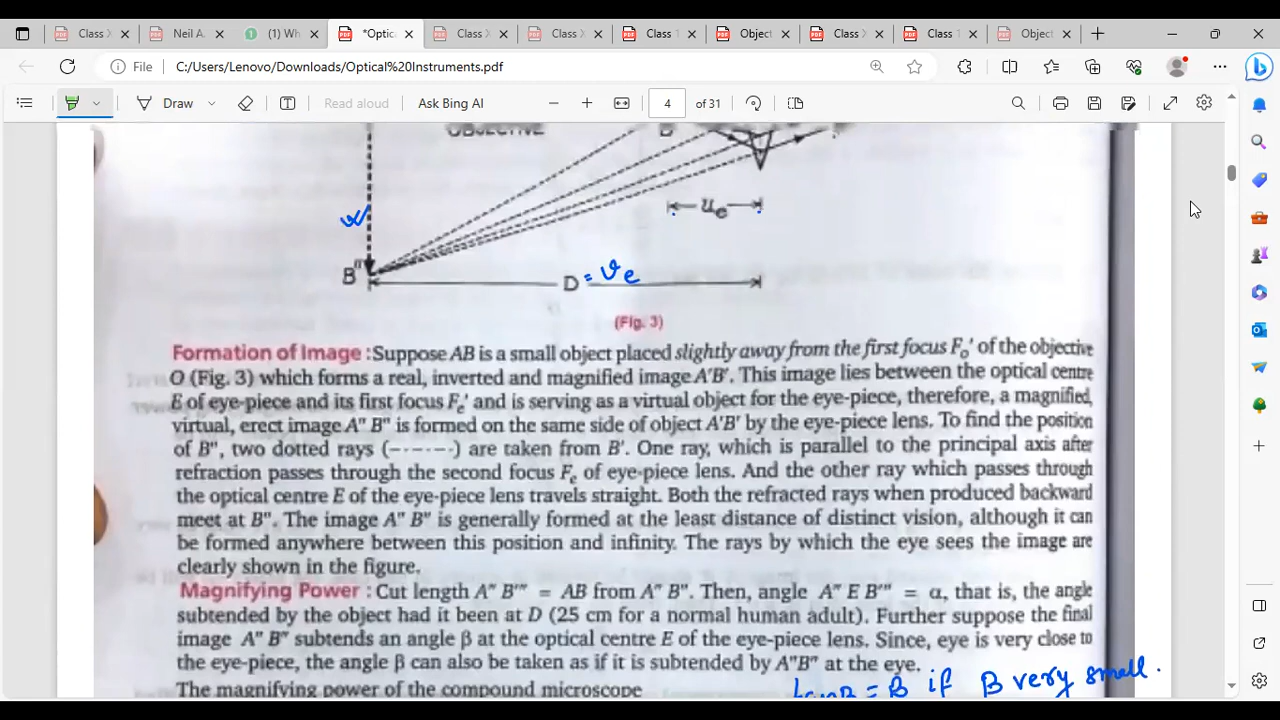 Class X
Neil A.
(1) Wi
*Optic
Class X
Class X
Class 1
Object
Class X
Class 1
Object
File C:/Users/Lenovo/Downloads/Optical%20Instruments.pdf
Draw Read aloud Ask Bing AI 4 of 31
OBJECTIVE
B"
uₑ
D = vₑ
(Fig. 3)
Formation of Image : Suppose AB is a small object placed slightly away from the first focus Fₒ' of the objective
O (Fig. 3) which forms a real, inverted and magnified image A'B'. This image lies between the optical centre
E of eye-piece and its first focus Fₑ' and is serving as a virtual object for the eye-piece, therefore, a magnified,
virtual, erect image A" B" is formed on the same side of object A'B' by the eye-piece lens. To find the position
of B", two dotted rays (–·–·–·–) are taken from B'. One ray, which is parallel to the principal axis after
refraction passes through the second focus Fₑ of eye-piece lens. And the other ray which passes through
the optical centre E of the eye-piece lens travels straight. Both the refracted rays when produced backward
meet at B". The image A" B" is generally formed at the least distance of distinct vision, although it can
be formed anywhere between this position and infinity. The rays by which the eye sees the image are
clearly shown in the figure.
Magnifying Power : Cut length A" B"' = AB from A" B". Then, angle A" E B"' = α, that is, the angle
subtended by the object had it been at D (25 cm for a normal human adult). Further suppose the final
image A" B" subtends an angle β at the optical centre E of the eye-piece lens. Since, eye is very close to
the eye-piece, the angle β can also be taken as if it is subtended by A"B" at the eye.
The magnifying power of the compound microscope
tanβ = β if β very small.